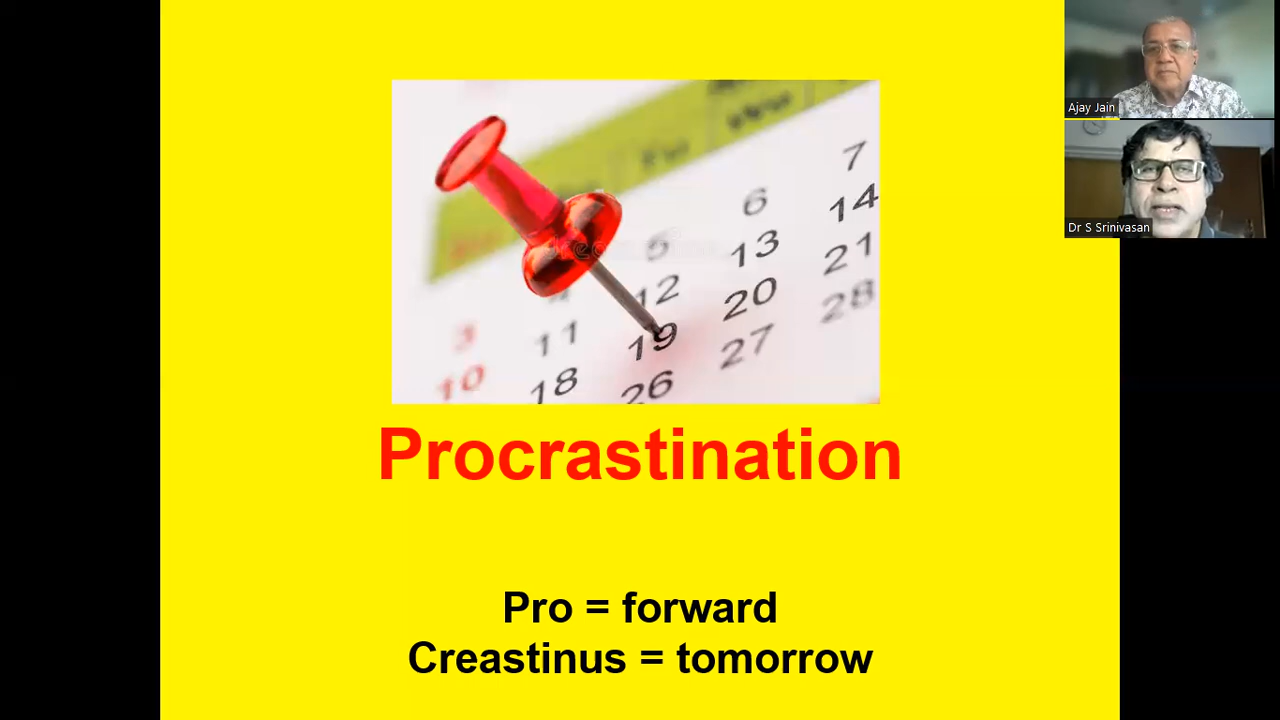 Ajay Jain
Dr S Srinivasan
7
6 14
5 13 21
12 20 28
3 11 19 27
10 18 26
Procrastination
Pro = forward
Creastinus = tomorrow